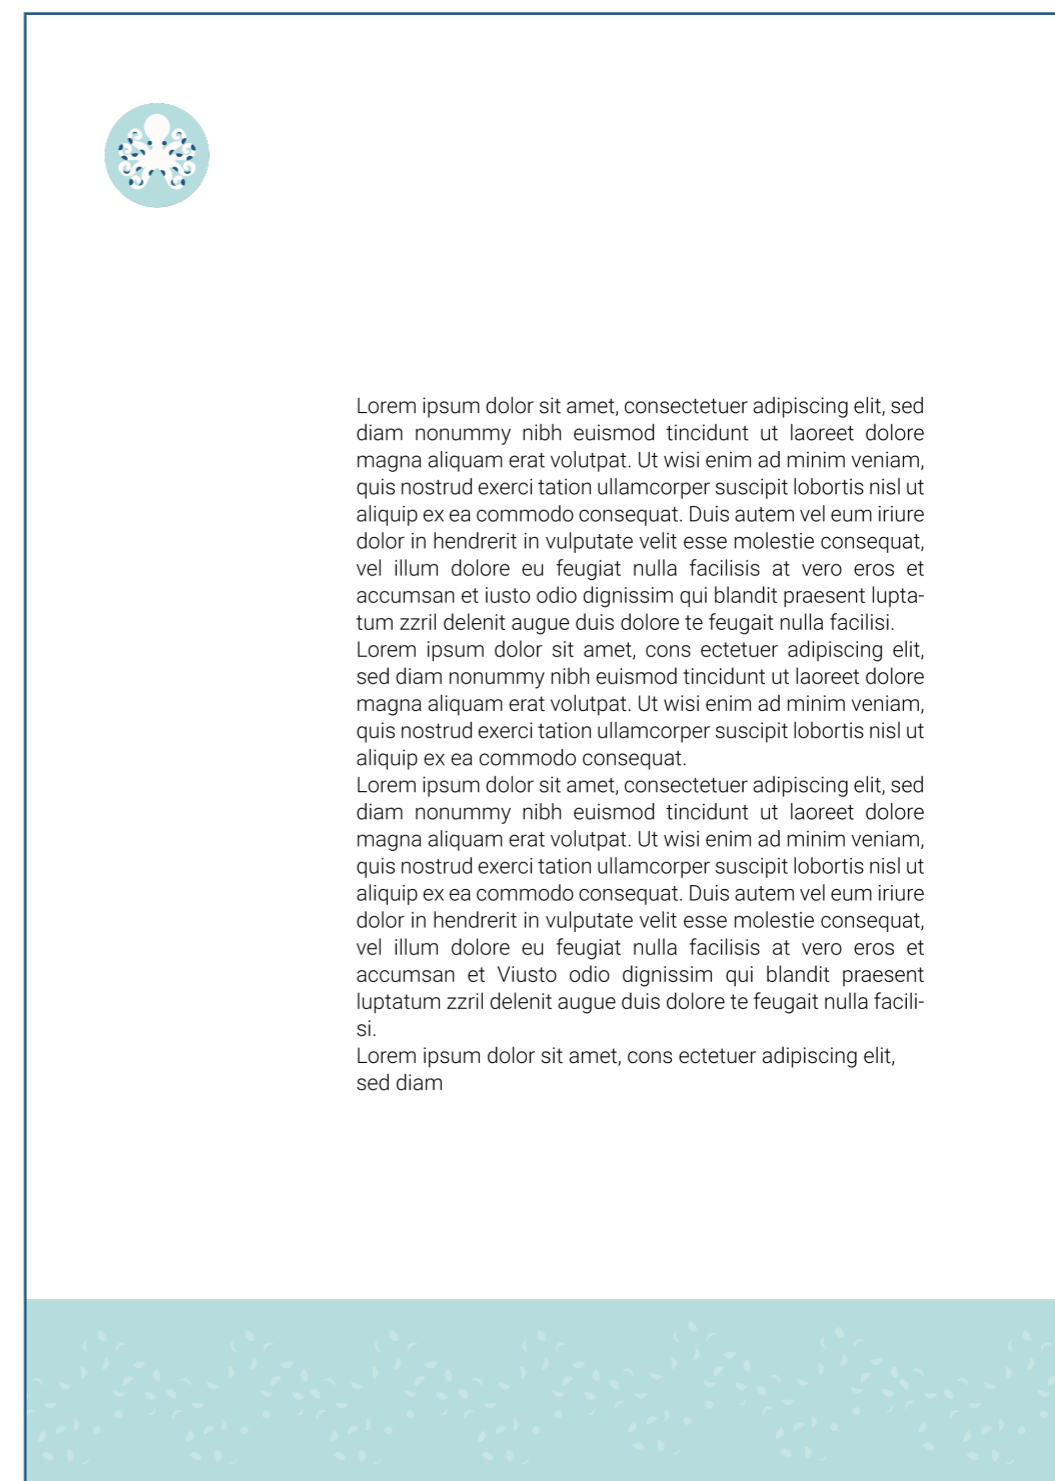 Lorem ipsum dolor sit amet, consectetuer adipiscing elit, sed
diam nonummy nibh euismod tincidunt ut laoreet dolore
magna aliquam erat volutpat. Ut wisi enim ad minim veniam,
quis nostrud exerci tation ullamcorper suscipit lobortis nisl ut
aliquip ex ea commodo consequat. Duis autem vel eum iriure
dolor in hendrerit in vulputate velit esse molestie consequat,
vel illum dolore eu feugiat nulla facilisis at vero eros et
accumsan et iusto odio dignissim qui blandit praesent lupta-
tum zzril delenit augue duis dolore te feugait nulla facilisi.
Lorem ipsum dolor sit amet, cons ectetuer adipiscing elit,
sed diam nonummy nibh euismod tincidunt ut laoreet dolore
magna aliquam erat volutpat. Ut wisi enim ad minim veniam,
quis nostrud exerci tation ullamcorper suscipit lobortis nisl ut
aliquip ex ea commodo consequat.
Lorem ipsum dolor sit amet, consectetuer adipiscing elit, sed
diam nonummy nibh euismod tincidunt ut laoreet dolore
magna aliquam erat volutpat. Ut wisi enim ad minim veniam,
quis nostrud exerci tation ullamcorper suscipit lobortis nisl ut
aliquip ex ea commodo consequat. Duis autem vel eum iriure
dolor in hendrerit in vulputate velit esse molestie consequat,
vel illum dolore eu feugiat nulla facilisis at vero eros et
accumsan et Viusto odio dignissim qui blandit praesent
luptatum zzril delenit augue duis dolore te feugait nulla facili-
si.
Lorem ipsum dolor sit amet, cons ectetuer adipiscing elit,
sed diam